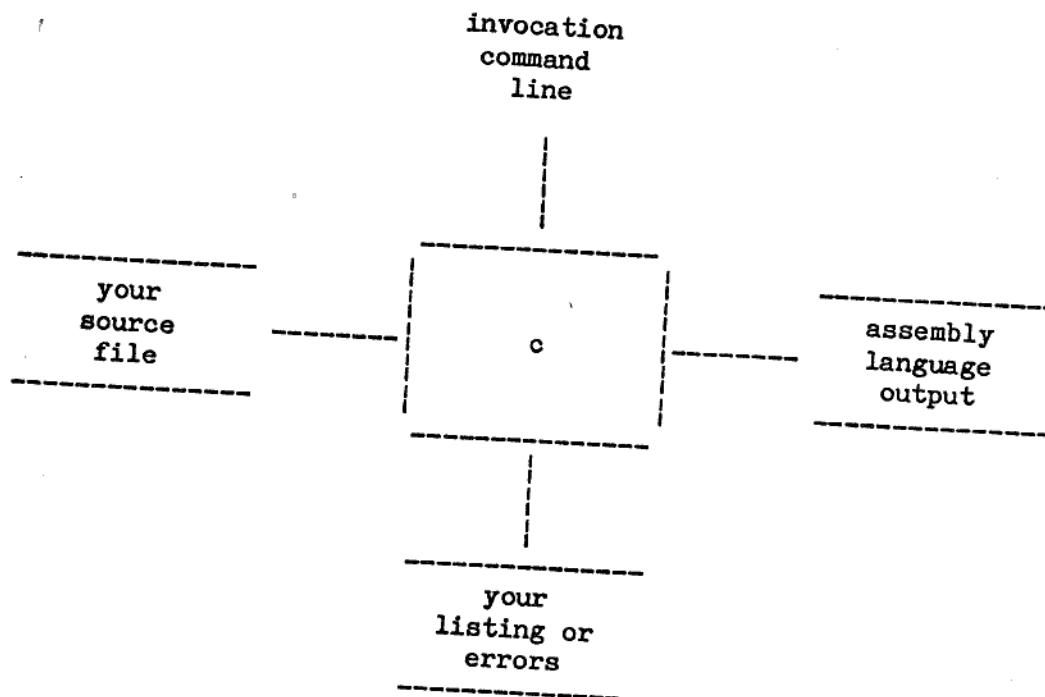 invocation
command
line
your
source
file
c
assembly
language
output
your
listing or
errors